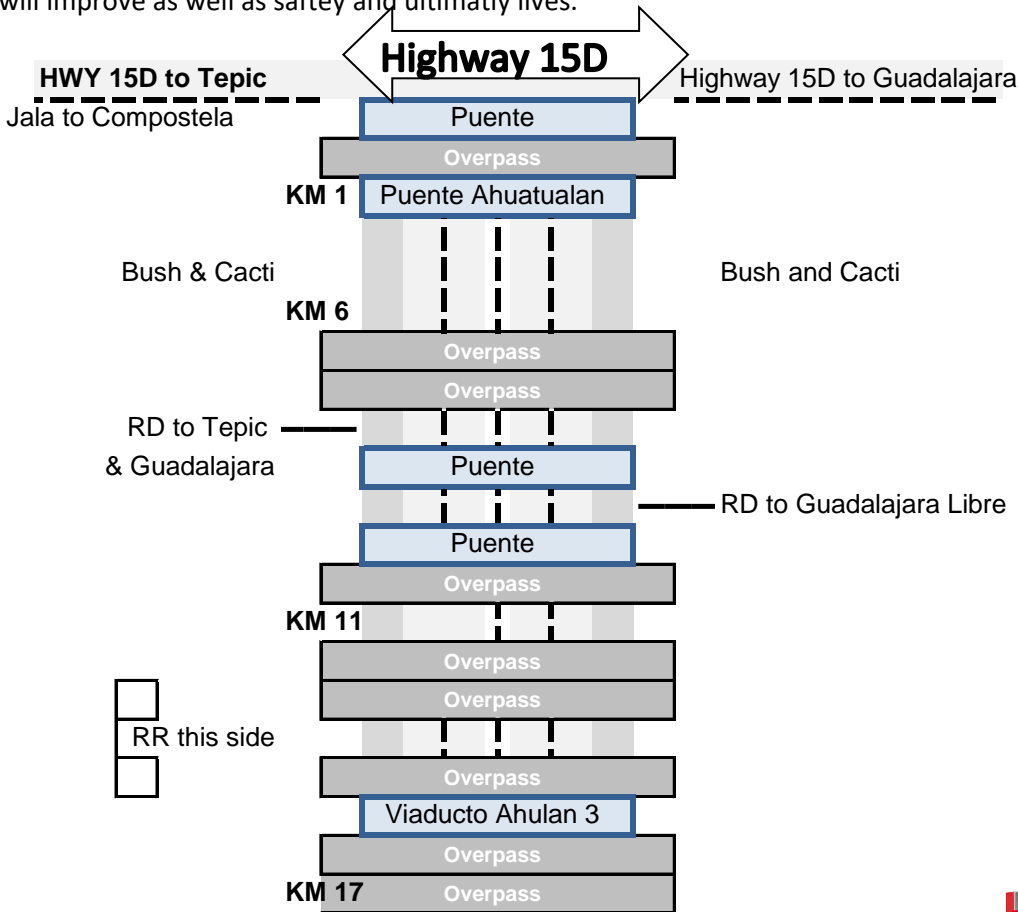 will improve as well as saftey and ultimatly lives.
Highway 15D
HWY 15D to Tepic
Highway 15D to Guadalajara
Jala to Compostela
Puente
Overpass
KM 1
Puente Ahuatualan
Bush & Cacti
Bush and Cacti
KM 6
Overpass
Overpass
RD to Tepic
& Guadalajara
Puente
RD to Guadalajara Libre
Puente
Overpass
KM 11
Overpass
Overpass
RR this side
Overpass
Viaducto Ahulan 3
Overpass
KM 17
Overpass